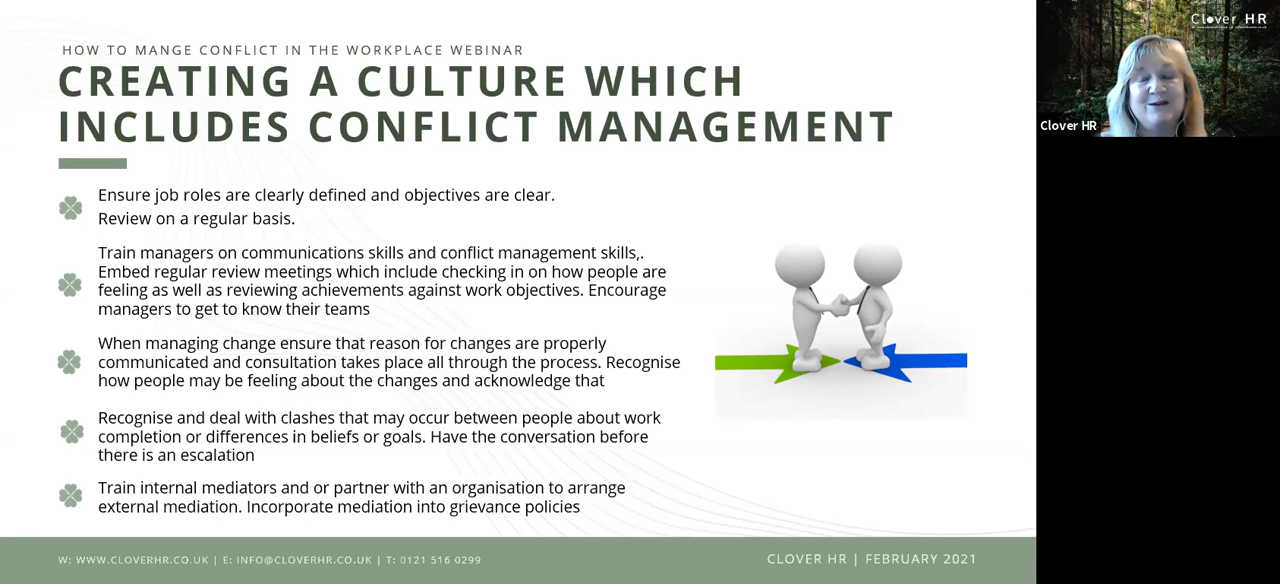 HOW TO MANGE CONFLICT IN THE WORKPLACE WEBINAR
CREATING A CULTURE WHICH
INCLUDES CONFLICT MANAGEMENT
Ensure job roles are clearly defined and objectives are clear.
Review on a regular basis.
Train managers on communications skills and conflict management skills,.
Embed regular review meetings which include checking in on how people are
feeling as well as reviewing achievements against work objectives. Encourage
managers to get to know their teams
When managing change ensure that reason for changes are properly
communicated and consultation takes place all through the process. Recognise
how people may be feeling about the changes and acknowledge that
Recognise and deal with clashes that may occur between people about work
completion or differences in beliefs or goals. Have the conversation before
there is an escalation
Train internal mediators and or partner with an organisation to arrange
external mediation. Incorporate mediation into grievance policies
W: WWW.CLOVERHR.CO.UK | E: INFO@CLOVERHR.CO.UK | T: 0121 516 0299
CLOVER HR | FEBRUARY 2021
Clover HR
Clover HR